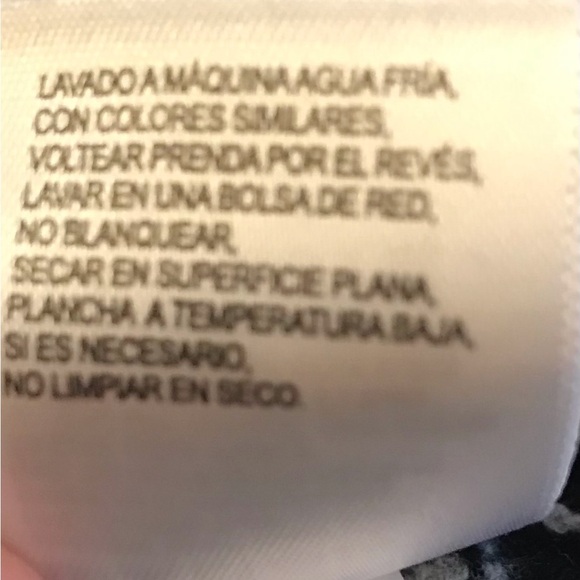 LAVADO A MÁQUINA AGUA FRÍA,
CON COLORES SIMILARES,
VOLTEAR PRENDA POR EL REVÉS,
LAVAR EN UNA BOLSA DE RED,
NO BLANQUEAR,
SECAR EN SUPERFICIE PLANA,
PLANCHA A TEMPERATURA BAJA,
SI ES NECESARIO,
NO LIMPIAR EN SECO.